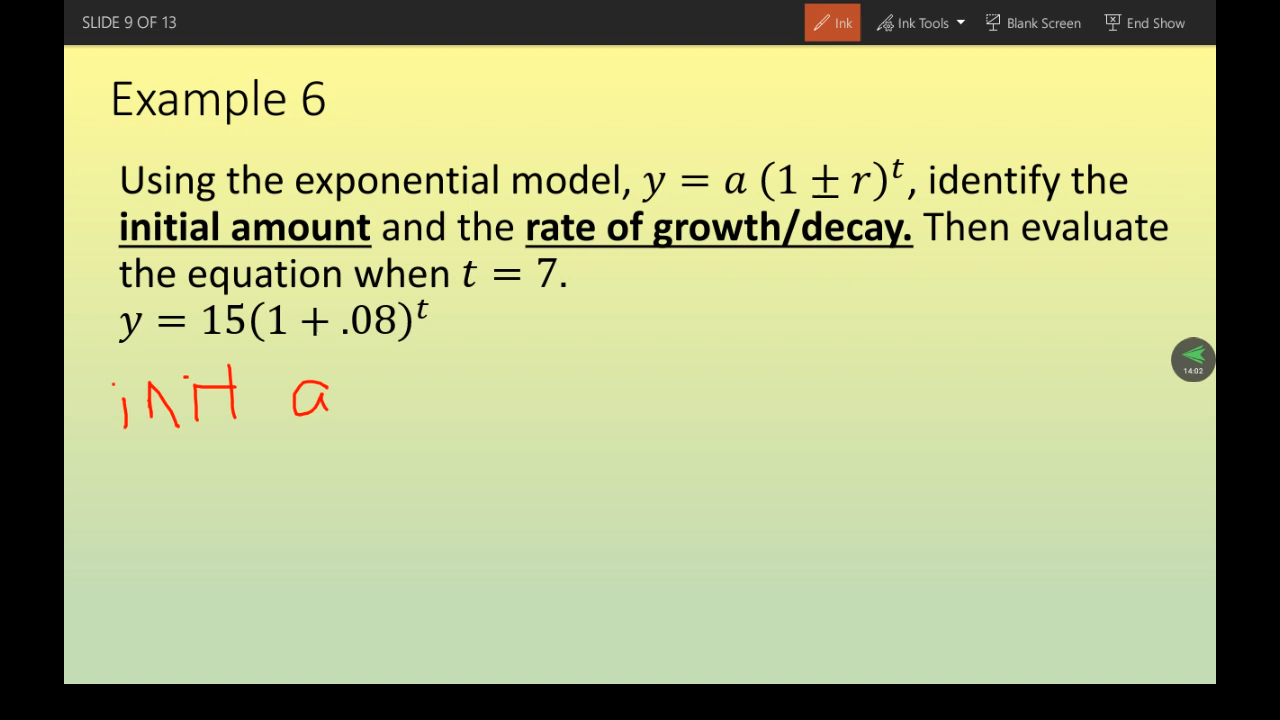 SLIDE 9 OF 13 Ink Ink Tools Blank Screen End Show
Example 6
Using the exponential model, y = a (1 ± r)^t, identify the
initial amount and the rate of growth/decay. Then evaluate
the equation when t = 7.
y = 15(1 + .08)^t
14:02
init a